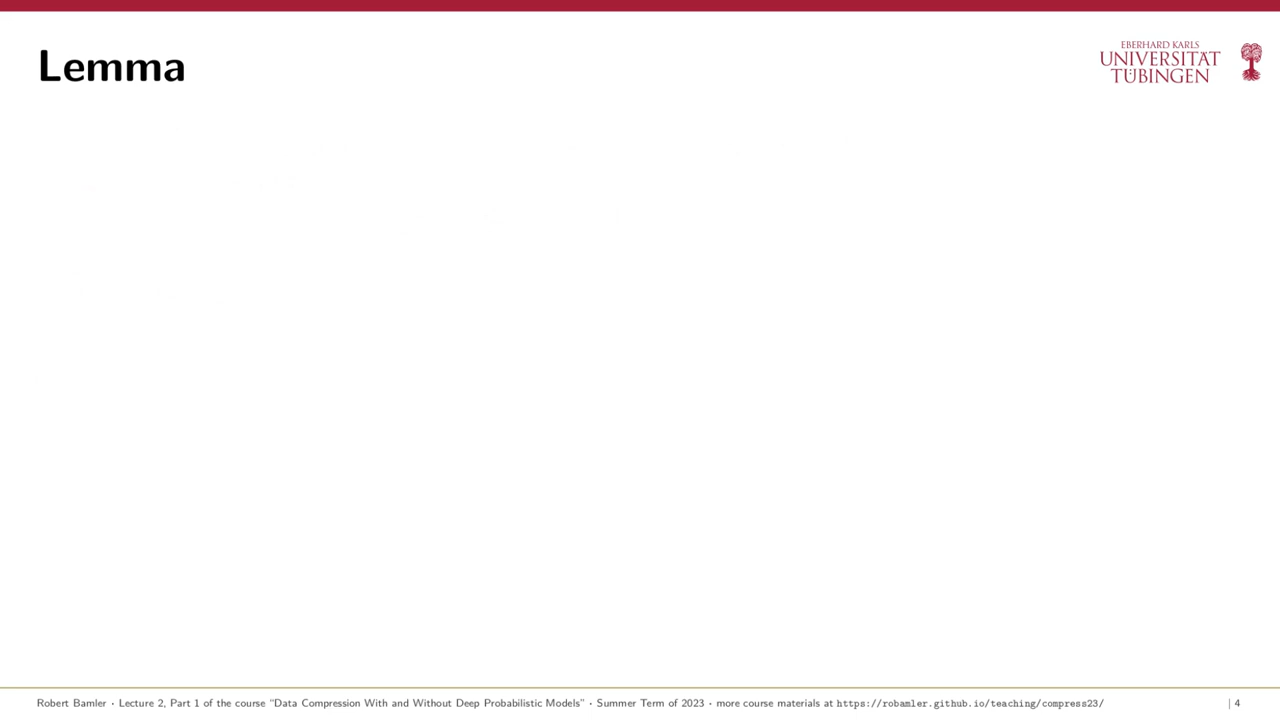 Lemma
EBERHARD KARLS
UNIVERSITÄT
TÜBINGEN
Robert Bamler · Lecture 2, Part 1 of the course “Data Compression With and Without Deep Probabilistic Models” · Summer Term of 2023 · more course materials at https://robamler.github.io/teaching/compress23/ | 4